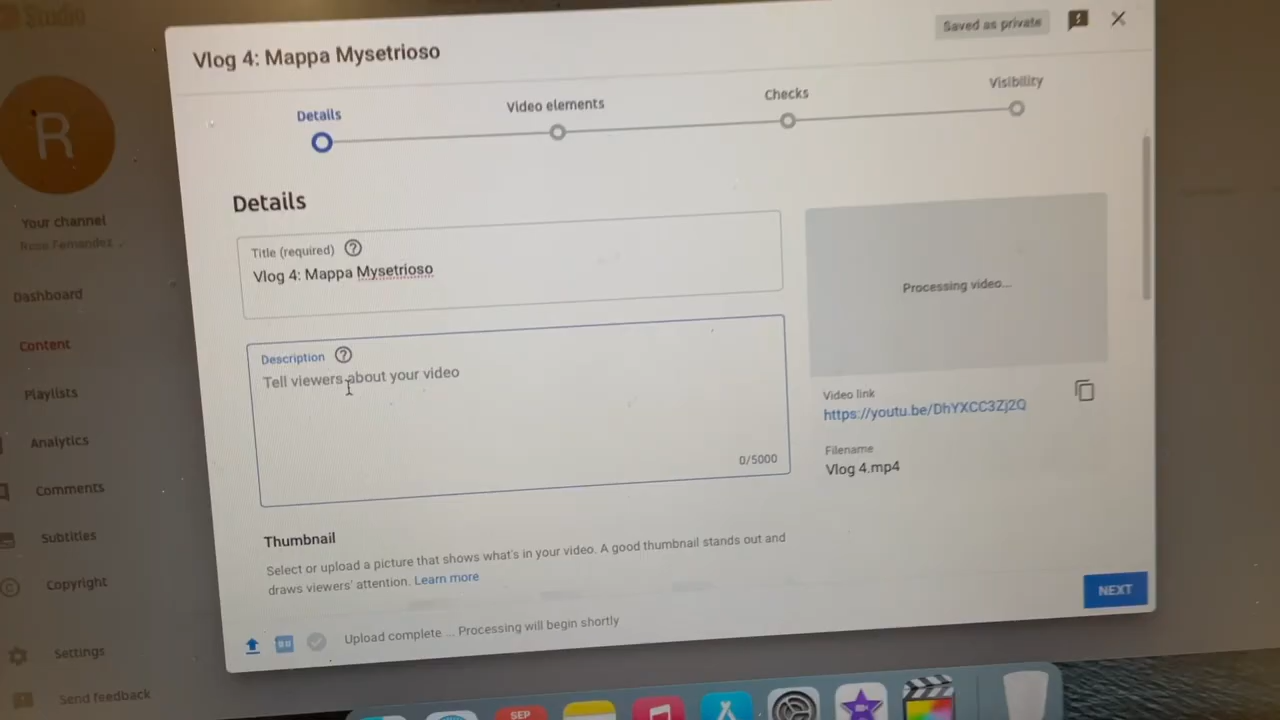 Studio
Vlog 4: Mappa Mysetrioso
Saved as private
Details
Video elements
Checks
Visibility
R
Your channel
Rose Fernandez
Dashboard
Content
Playlists
Analytics
Comments
Subtitles
Copyright
Settings
Send feedback
Details
Title (required)
Vlog 4: Mappa Mysetrioso
Description
Tell viewers about your video
0/5000
Processing video...
Video link
https://youtu.be/DhYXCC3Zj2Q
Filename
Vlog 4.mp4
Thumbnail
Select or upload a picture that shows what's in your video. A good thumbnail stands out and
draws viewers' attention. Learn more
Upload complete ... Processing will begin shortly
NEXT
SEP